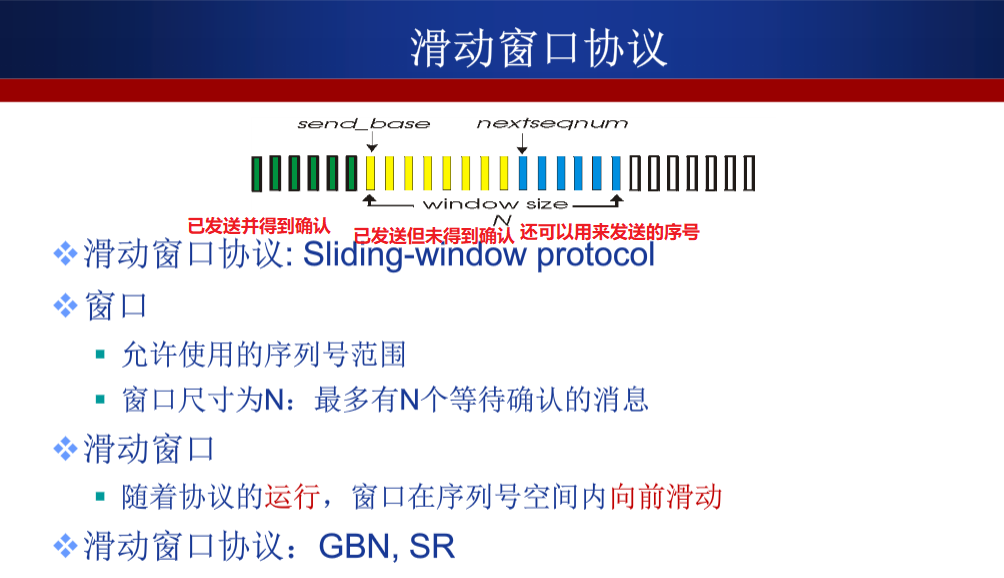 滑动窗口协议
send_base nextseqnum
window size
N
已发送并得到确认 已发送但未得到确认 还可以用来发送的序号
滑动窗口协议: Sliding-window protocol
窗口
允许使用的序列号范围
窗口尺寸为N：最多有N个等待确认的消息
滑动窗口
随着协议的运行，窗口在序列号空间内向前滑动
滑动窗口协议：GBN, SR